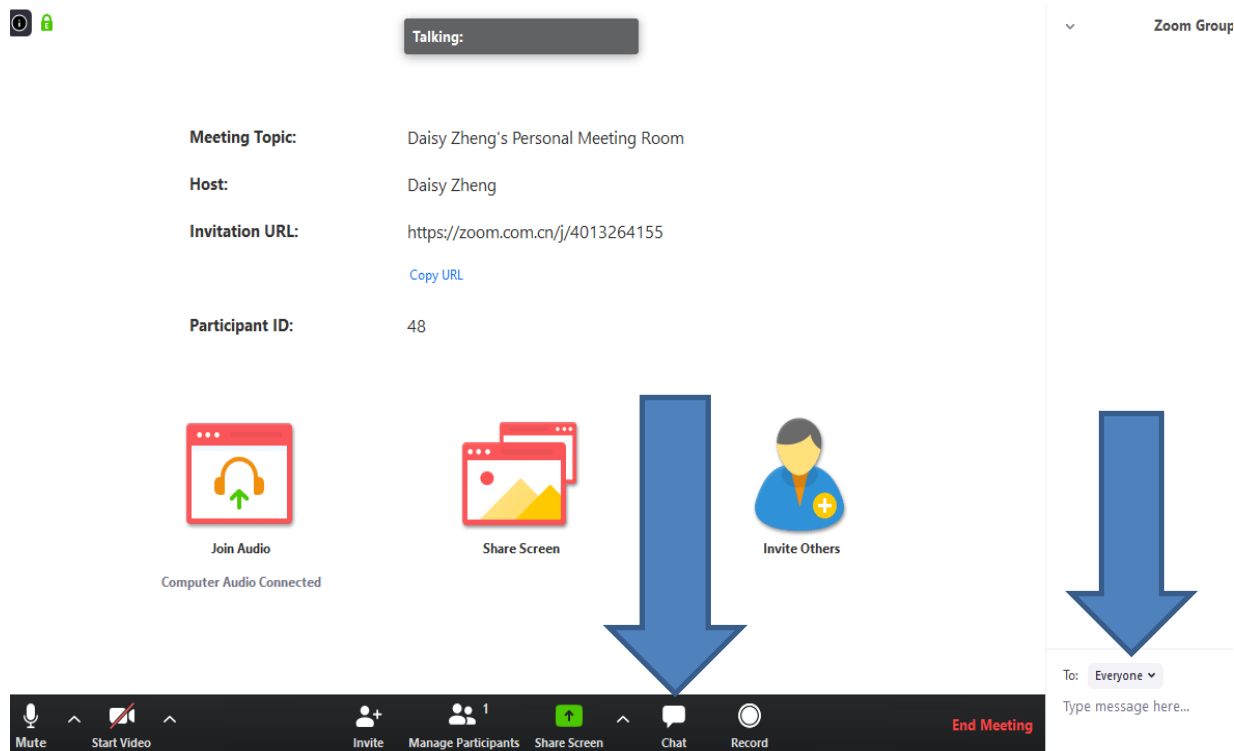 Talking:
Zoom Group
Meeting Topic: Daisy Zheng's Personal Meeting Room
Host: Daisy Zheng
Invitation URL: https://zoom.com.cn/j/4013264155
Copy URL
Participant ID: 48
Join Audio
Share Screen
Invite Others
Computer Audio Connected
To: Everyone
Type message here...
1
Mute
Start Video
Invite
Manage Participants
Share Screen
Chat
Record
End Meeting